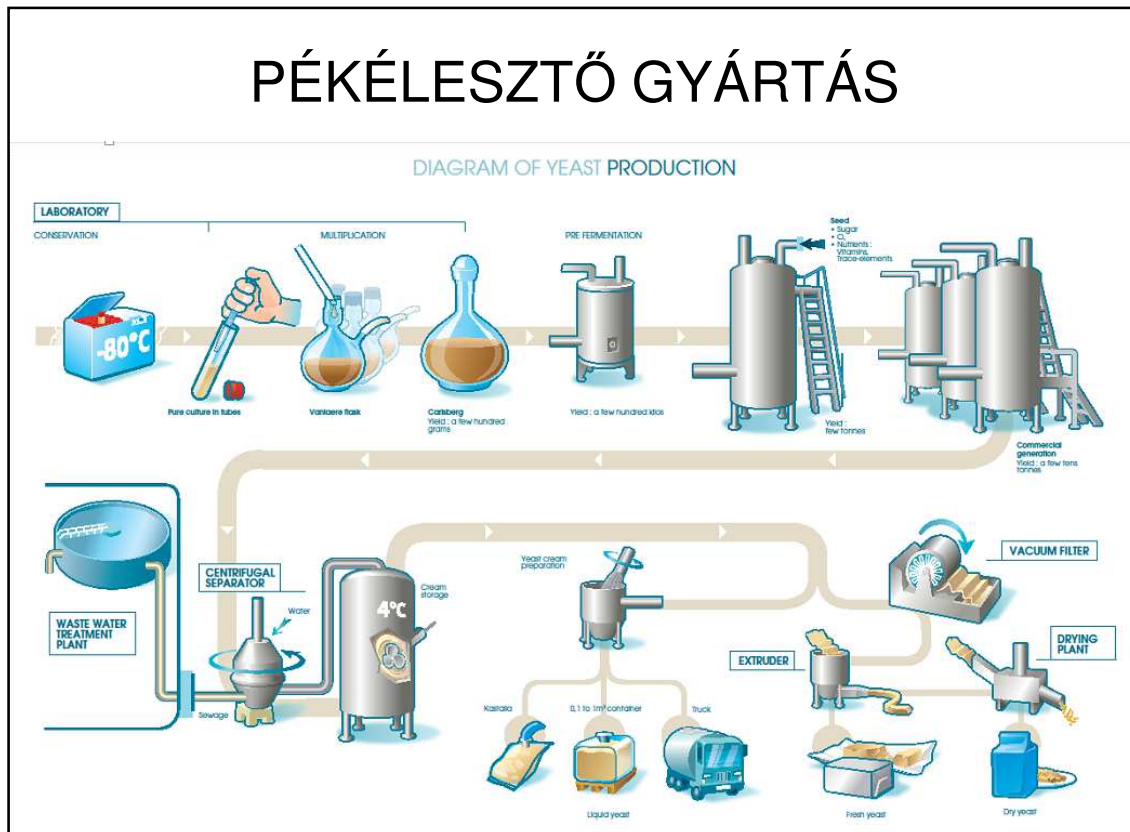 PÉKÉLESZTŐ GYÁRTÁS
DIAGRAM OF YEAST PRODUCTION
LABORATORY
CONSERVATION
MULTIPLICATION
PRE FERMENTATION
Seed
• Sugar
• O₂
• Nutrients :
Vitamins,
Trace-elements
-80°C
Pure culture in tubes
Vanlaere flask
Carlsberg
Yield : a few hundred
grams
Yield : a few hundred kilos
Yield :
few tonnes
Commercial
generation
Yield : a few tens
tonnes
WASTE WATER
TREATMENT
PLANT
CENTRIFUGAL
SEPARATOR
Water
Sewage
4°C
Cream
storage
Yeast cream
preparation
VACUUM FILTER
EXTRUDER
DRYING
PLANT
Kastalia
0,1 to 1m³ container
Truck
Liquid yeast
Fresh yeast
Dry yeast